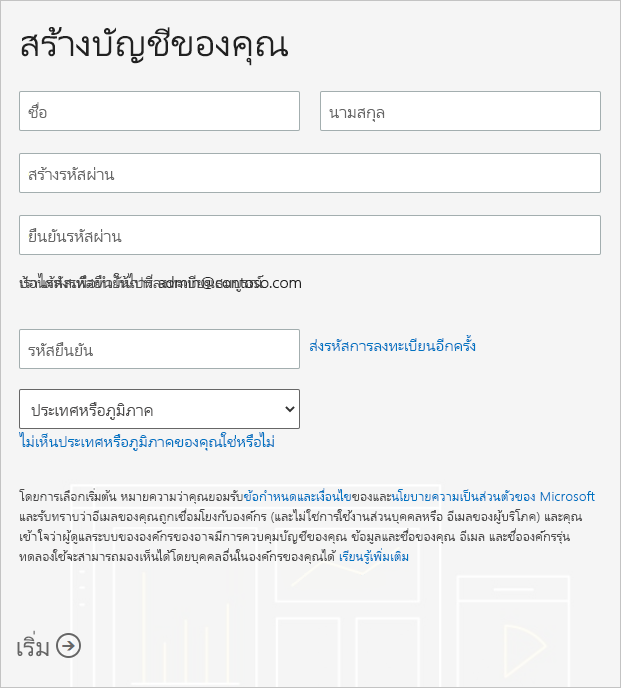 สร้างบัญชีของคุณ
ชื่อ นามสกุล
สร้างรหัสผ่าน
ยืนยันรหัสผ่าน
admin@contoso.com
รหัสยืนยัน ส่งรหัสการลงทะเบียนอีกครั้ง
ประเทศหรือภูมิภาค
ไม่เห็นประเทศหรือภูมิภาคของคุณใช่หรือไม่
โดยการเลือกเริ่มต้น หมายความว่าคุณยอมรับข้อกำหนดและเงื่อนไขของและนโยบายความเป็นส่วนตัวของ Microsoft
และรับทราบว่าอีเมลของคุณถูกเชื่อมโยงกับองค์กร (และไม่ใช่การใช้งานส่วนบุคคลหรือ อีเมลของผู้บริโภค) และคุณ
เข้าใจว่าผู้ดูแลระบบขององค์กรของอาจมีการควบคุมบัญชีของคุณ ข้อมูลและชื่อของคุณ อีเมล และชื่อองค์กรรุ่น
ทดลองใช้จะสามารถมองเห็นได้โดยบุคคลอื่นในองค์กรของคุณได้ เรียนรู้เพิ่มเติม
เริ่ม